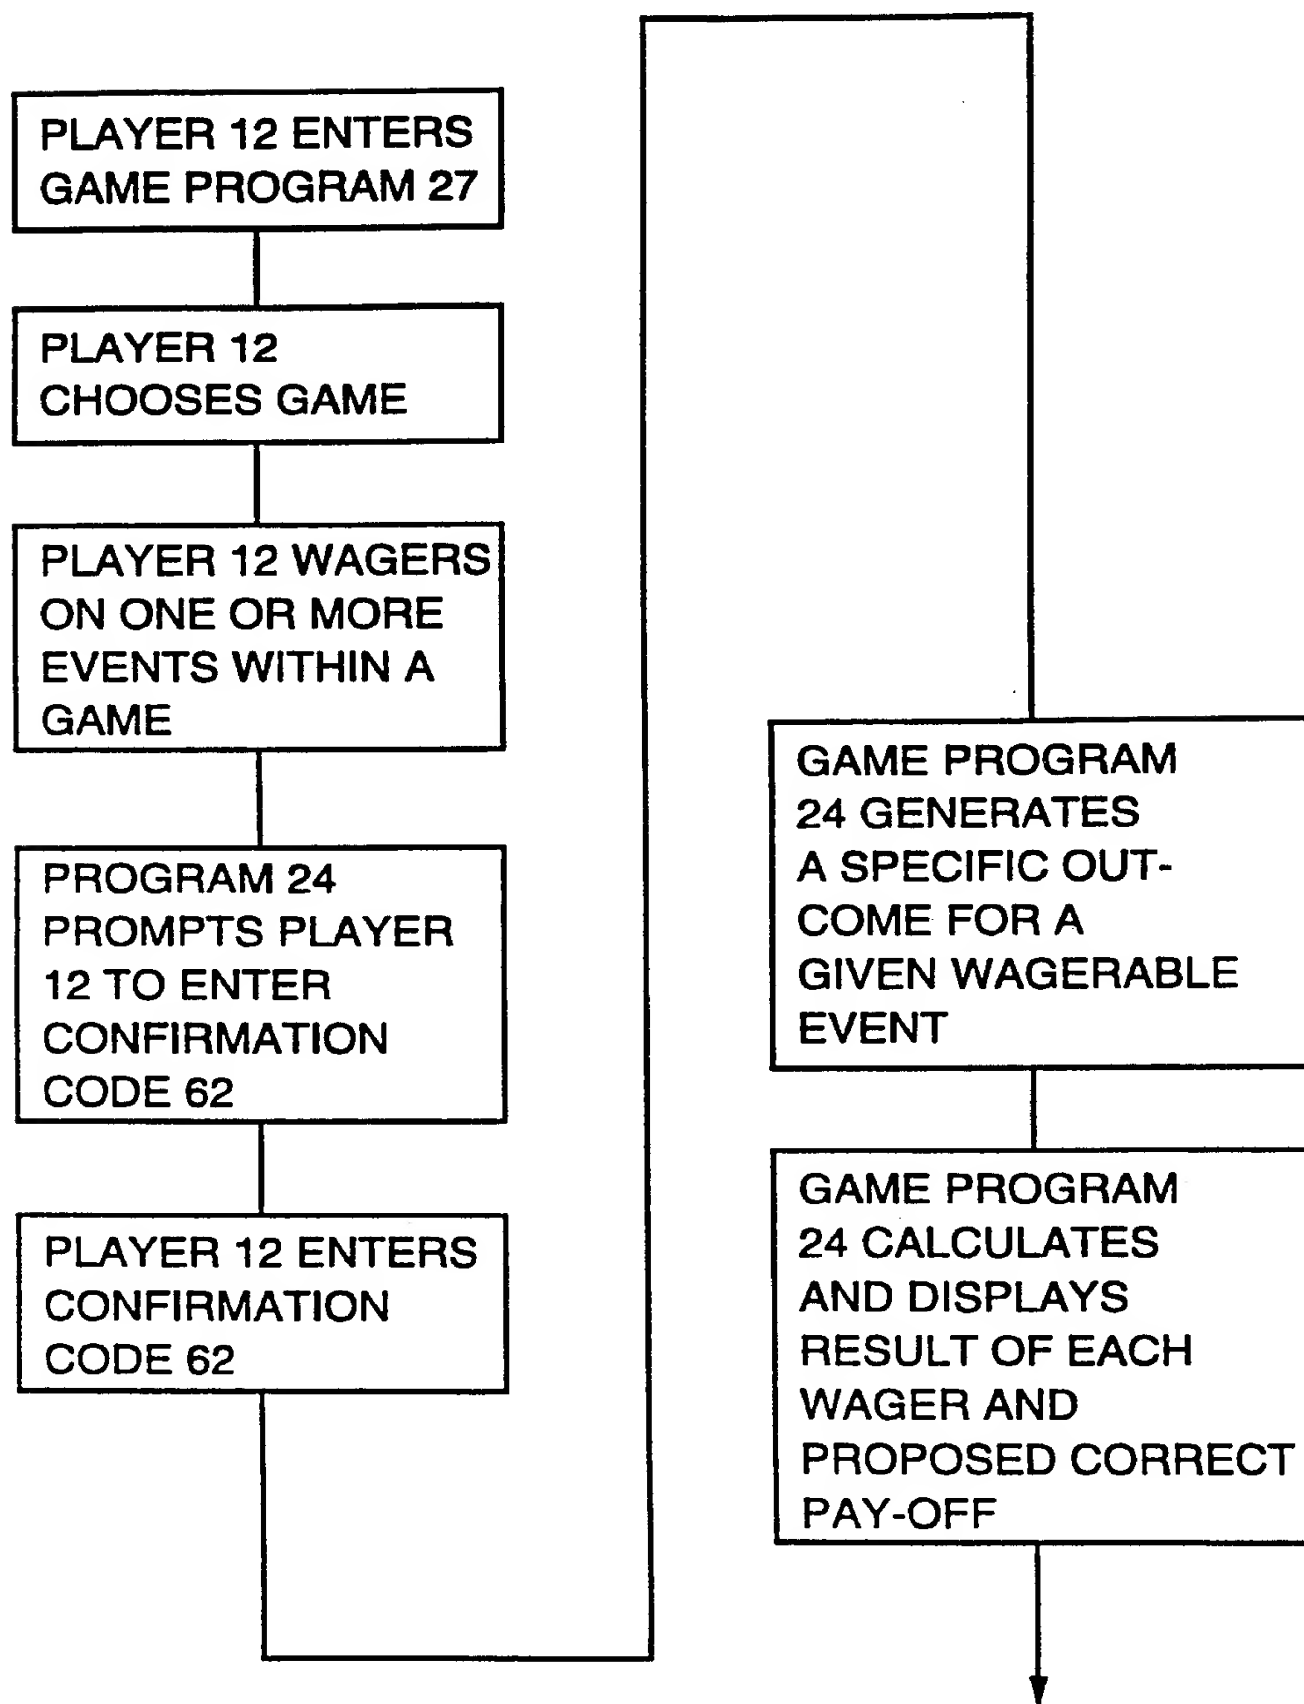 PLAYER 12 ENTERS
GAME PROGRAM 27
PLAYER 12
CHOOSES GAME
PLAYER 12 WAGERS
ON ONE OR MORE
EVENTS WITHIN A
GAME
PROGRAM 24
PROMPTS PLAYER
12 TO ENTER
CONFIRMATION
CODE 62
PLAYER 12 ENTERS
CONFIRMATION
CODE 62
GAME PROGRAM
24 GENERATES
A SPECIFIC OUT-
COME FOR A
GIVEN WAGERABLE
EVENT
GAME PROGRAM
24 CALCULATES
AND DISPLAYS
RESULT OF EACH
WAGER AND
PROPOSED CORRECT
PAY-OFF